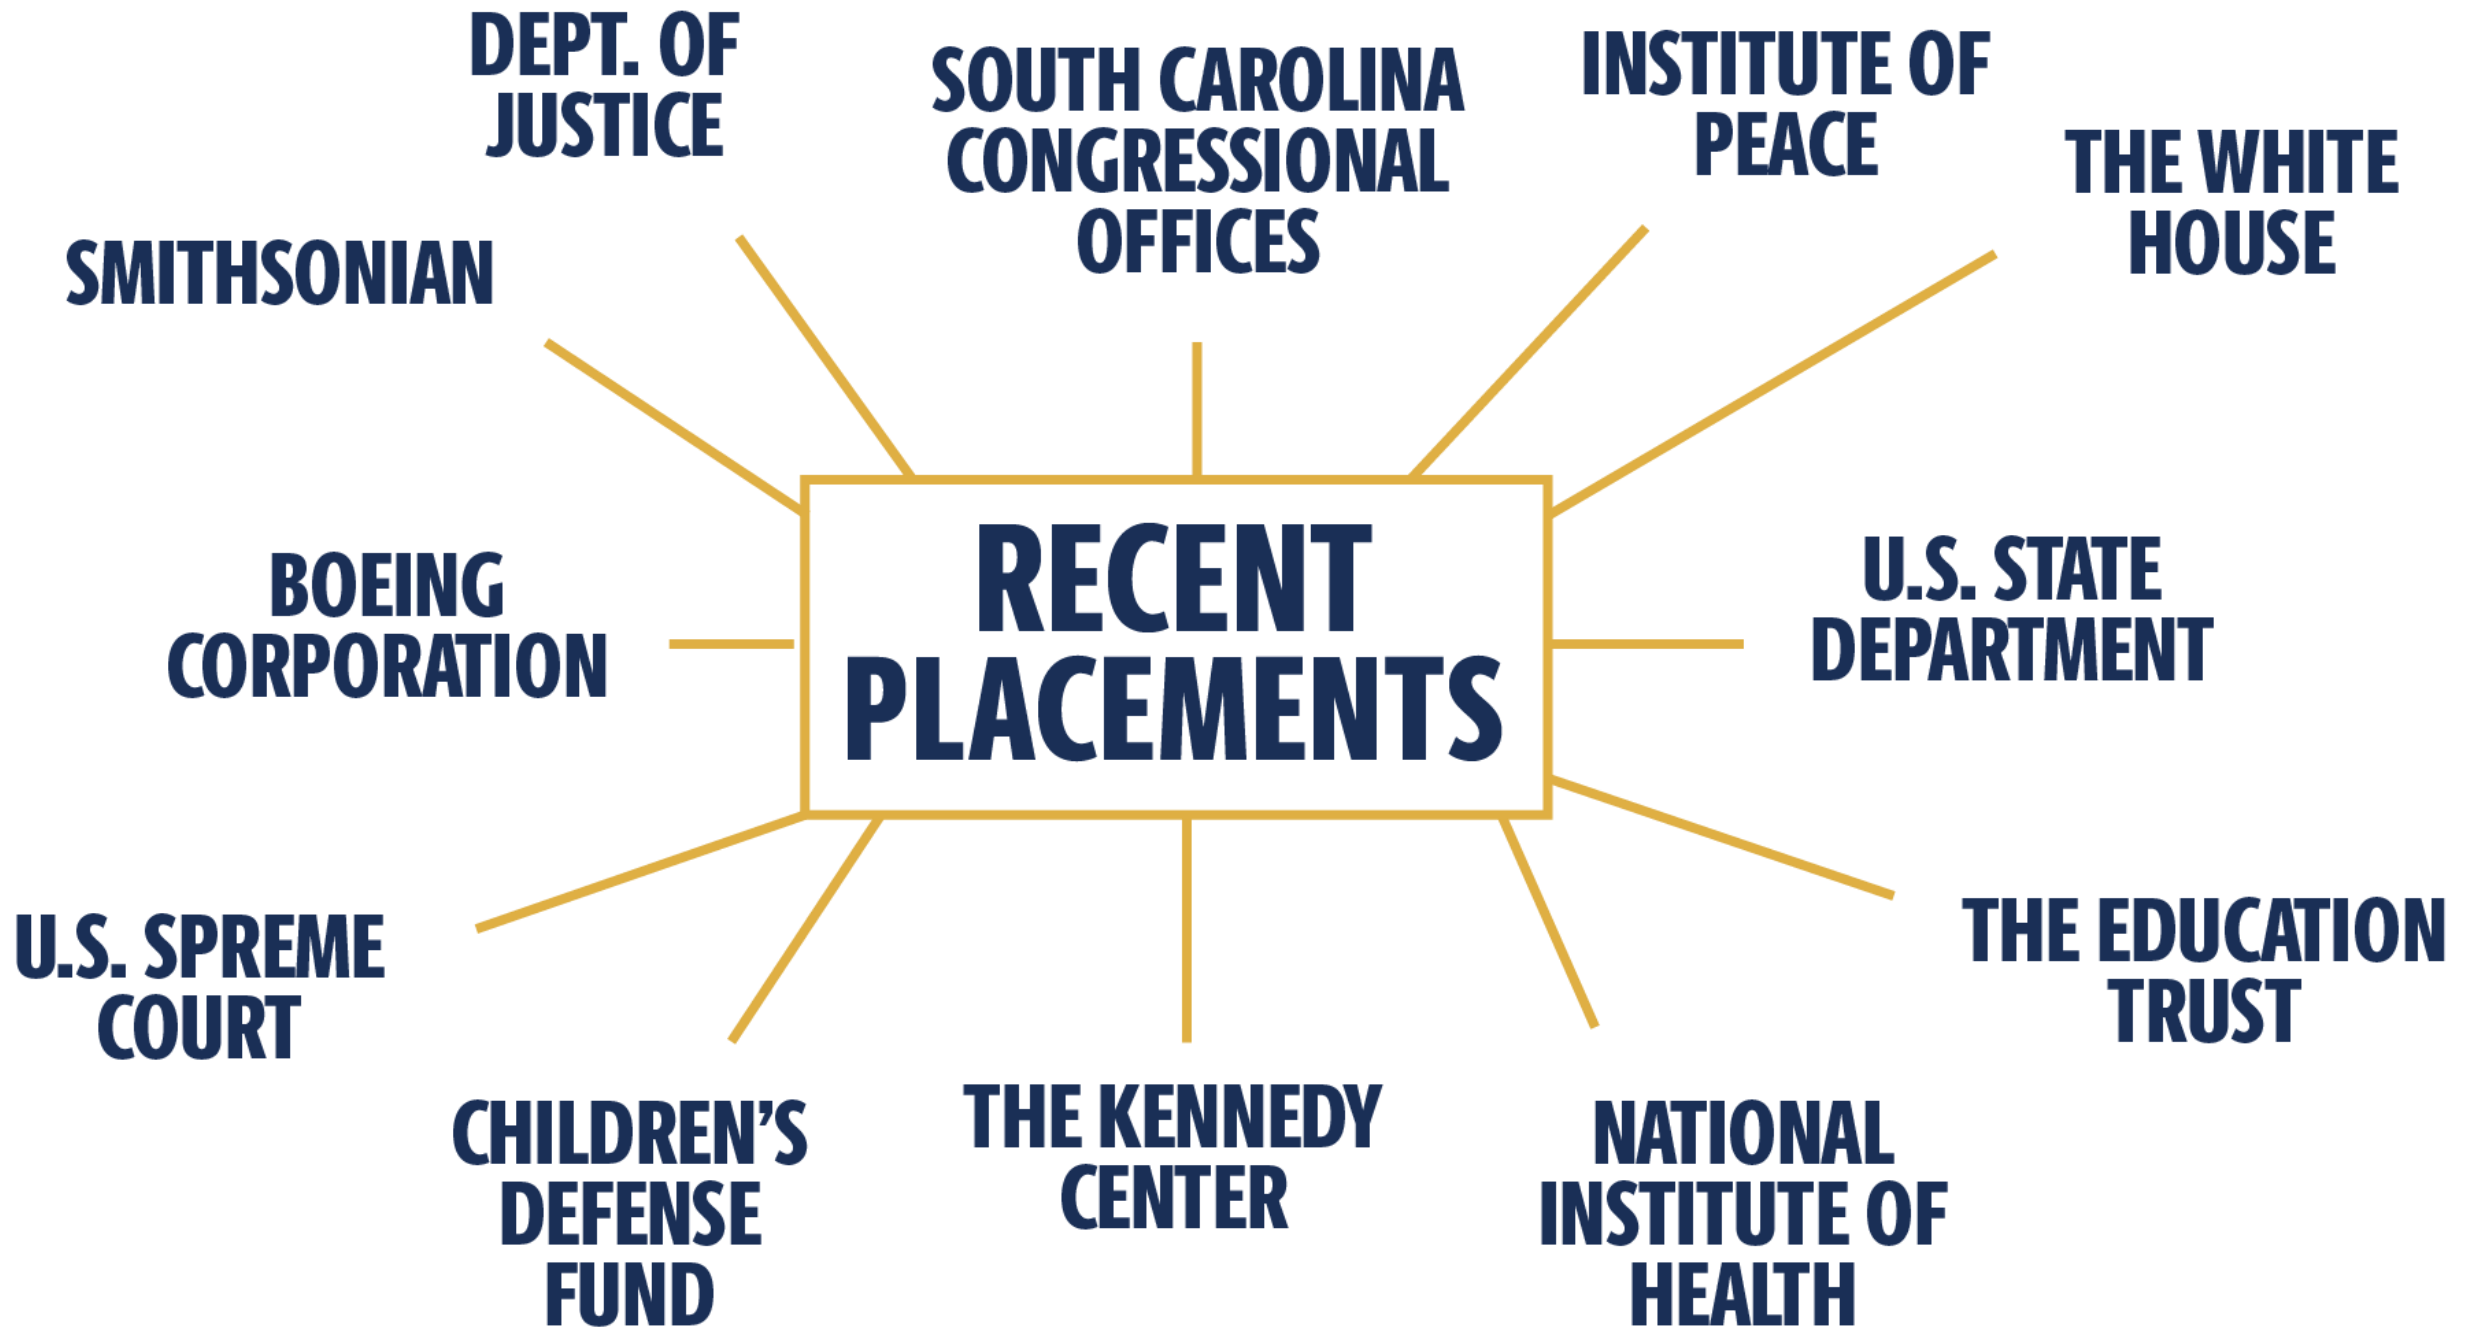 DEPT. OF
JUSTICE
SOUTH CAROLINA
CONGRESSIONAL
OFFICES
INSTITUTE OF
PEACE
THE WHITE
HOUSE
SMITHSONIAN
BOEING
CORPORATION
RECENT
PLACEMENTS
U.S. STATE
DEPARTMENT
U.S. SPREME
COURT
THE EDUCATION
TRUST
CHILDREN’S
DEFENSE
FUND
THE KENNEDY
CENTER
NATIONAL
INSTITUTE OF
HEALTH